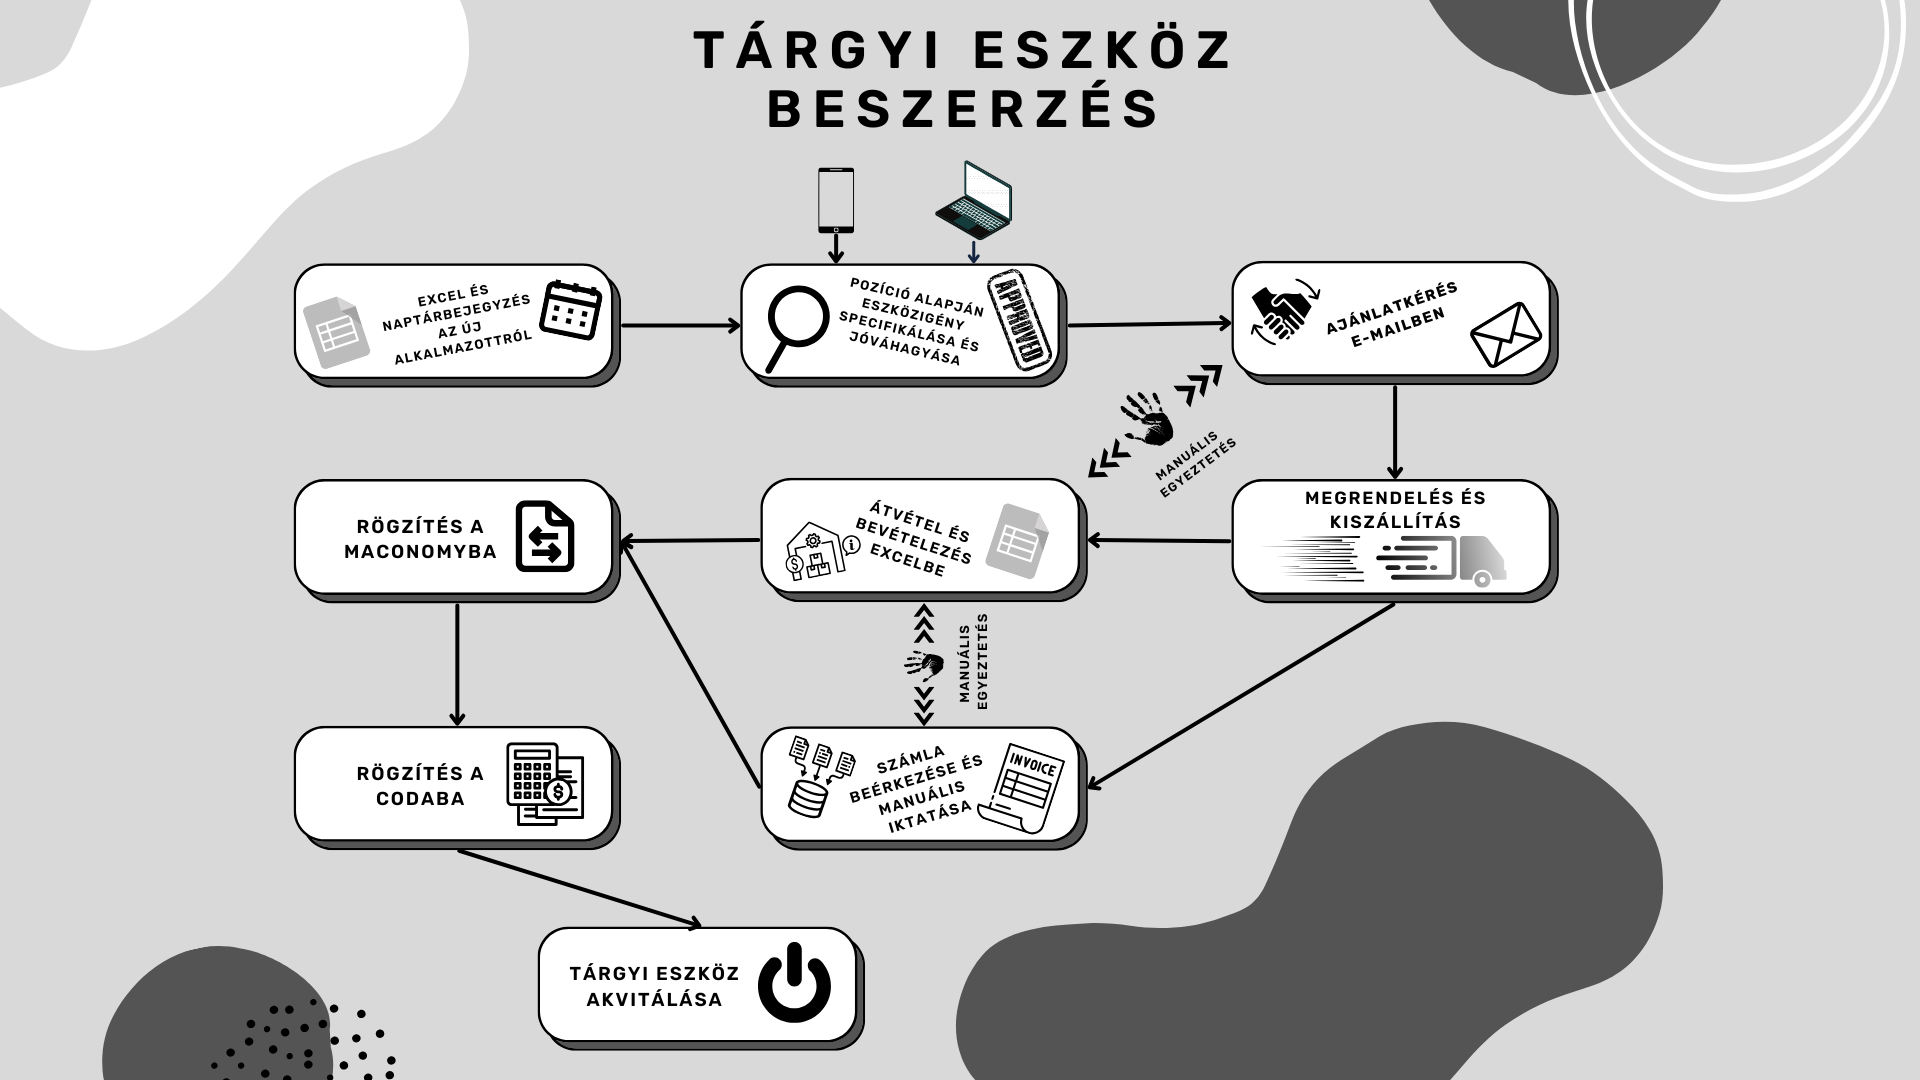 TÁRGYI ESZKÖZ
BESZERZÉS
EXCEL ÉS
NAPTÁRBEJEGYZÉS
AZ ÚJ
ALKALMAZOTTRÓL
POZÍCIÓ ALAPJÁN
ESZKÖZIGÉNY
SPECIFIKÁLÁSA ÉS
JÓVÁHAGYÁSA
APPROVED
AJÁNLATKÉRÉS
E-MAILBEN
MANUÁLIS
EGYEZTETÉS
RÖGZÍTÉS A
MACONOMYBA
ÁTVÉTEL ÉS
BEVÉTELEZÉS
EXCELBE
MEGRENDELÉS ÉS
KISZÁLLÍTÁS
MANUÁLIS
EGYEZTETÉS
RÖGZÍTÉS A
CODABA
SZÁMLA
BEÉRKEZÉSE ÉS
MANUÁLIS
IKTATÁSA
INVOICE
TÁRGYI ESZKÖZ
AKVITÁLÁSA